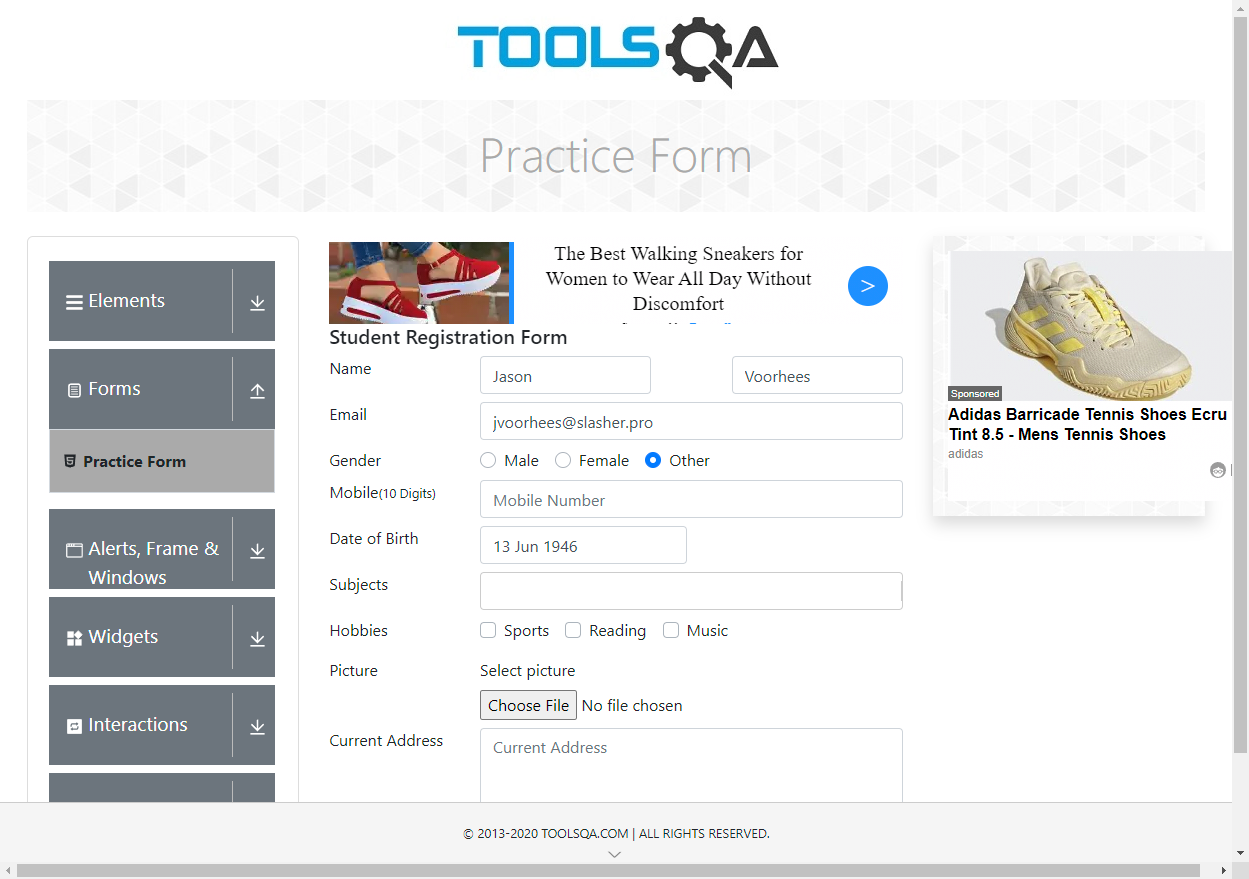 TOOLSQA
Practice Form
Elements
Forms
Practice Form
Alerts, Frame &
Windows
Widgets
Interactions
The Best Walking Sneakers for
Women to Wear All Day Without
Discomfort
>
Student Registration Form
Name
Jason
Voorhees
Email
jvoorhees@slasher.pro
Gender
Male
Female
Other
Mobile(10 Digits)
Mobile Number
Date of Birth
13 Jun 1946
Subjects
Hobbies
Sports
Reading
Music
Picture
Select picture
Choose File No file chosen
Current Address
Current Address
Sponsored
Adidas Barricade Tennis Shoes Ecru
Tint 8.5 - Mens Tennis Shoes
adidas
© 2013-2020 TOOLSQA.COM | ALL RIGHTS RESERVED.